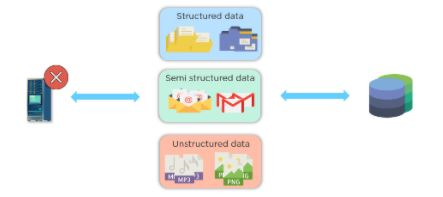 Structured data
Semi structured data
@
Unstructured data
MP3
PNG